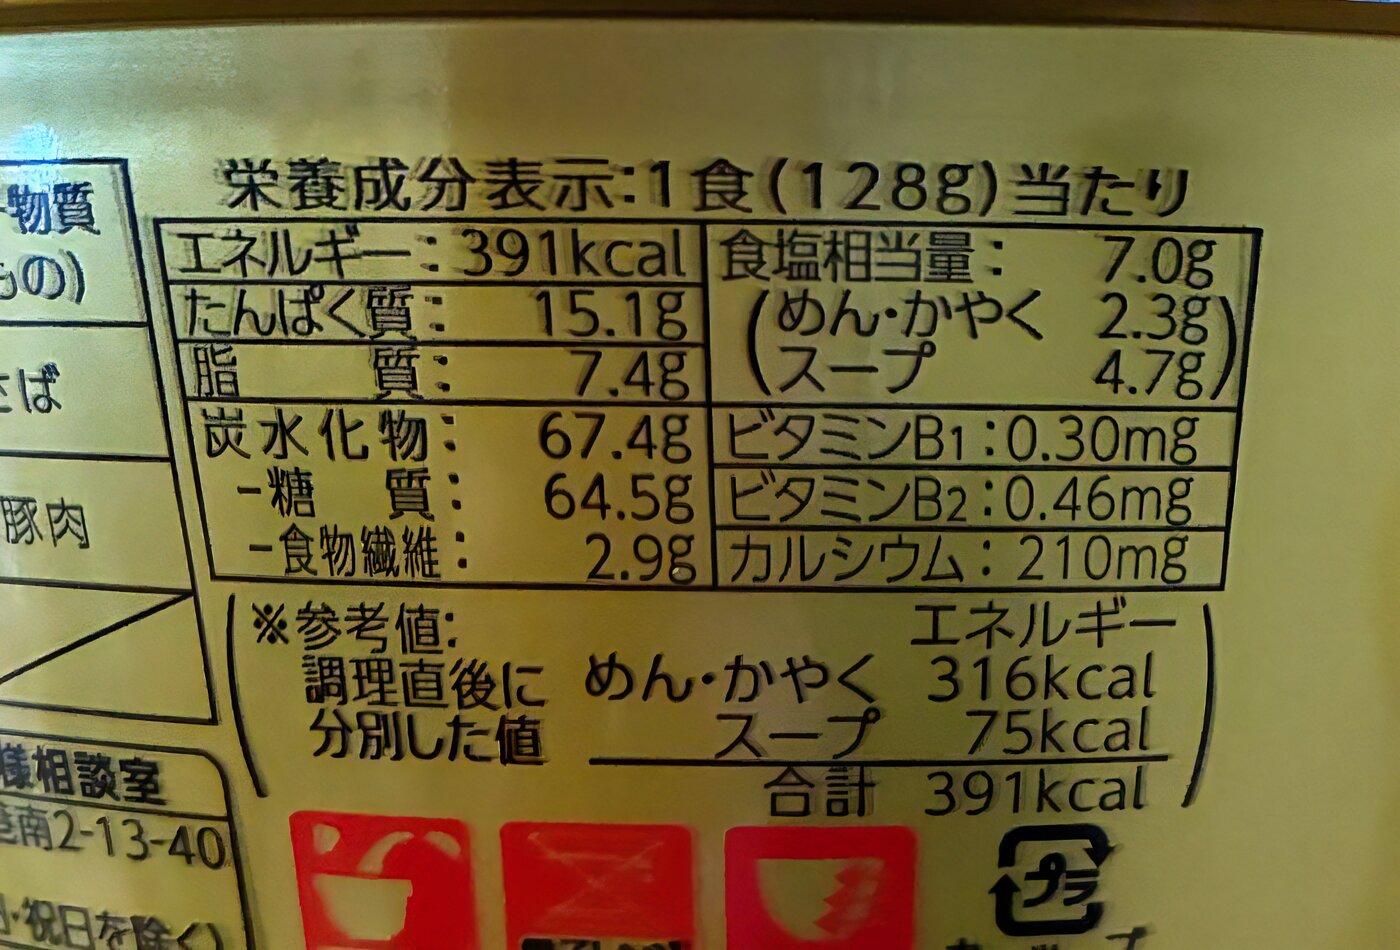 栄養成分表示:1食(128g)当たり
エネルギー:391kcal
たんぱく質: 15.1g
脂 質: 7.4g
炭水化物: 67.4g
-糖 質: 64.5g
-食物繊維: 2.9g
食塩相当量: 7.0g
(めん・かやく 2.3g
スープ 4.7g)
ビタミンB1:0.30mg
ビタミンB2:0.46mg
カルシウム:210mg
※参考値: エネルギー
調理直後に めん・かやく 316kcal
分別した値 スープ 75kcal
合計 391kcal
物質
もの)
さば
豚肉
様相談室
港南2-13-40
・祝日を除く)
プラ